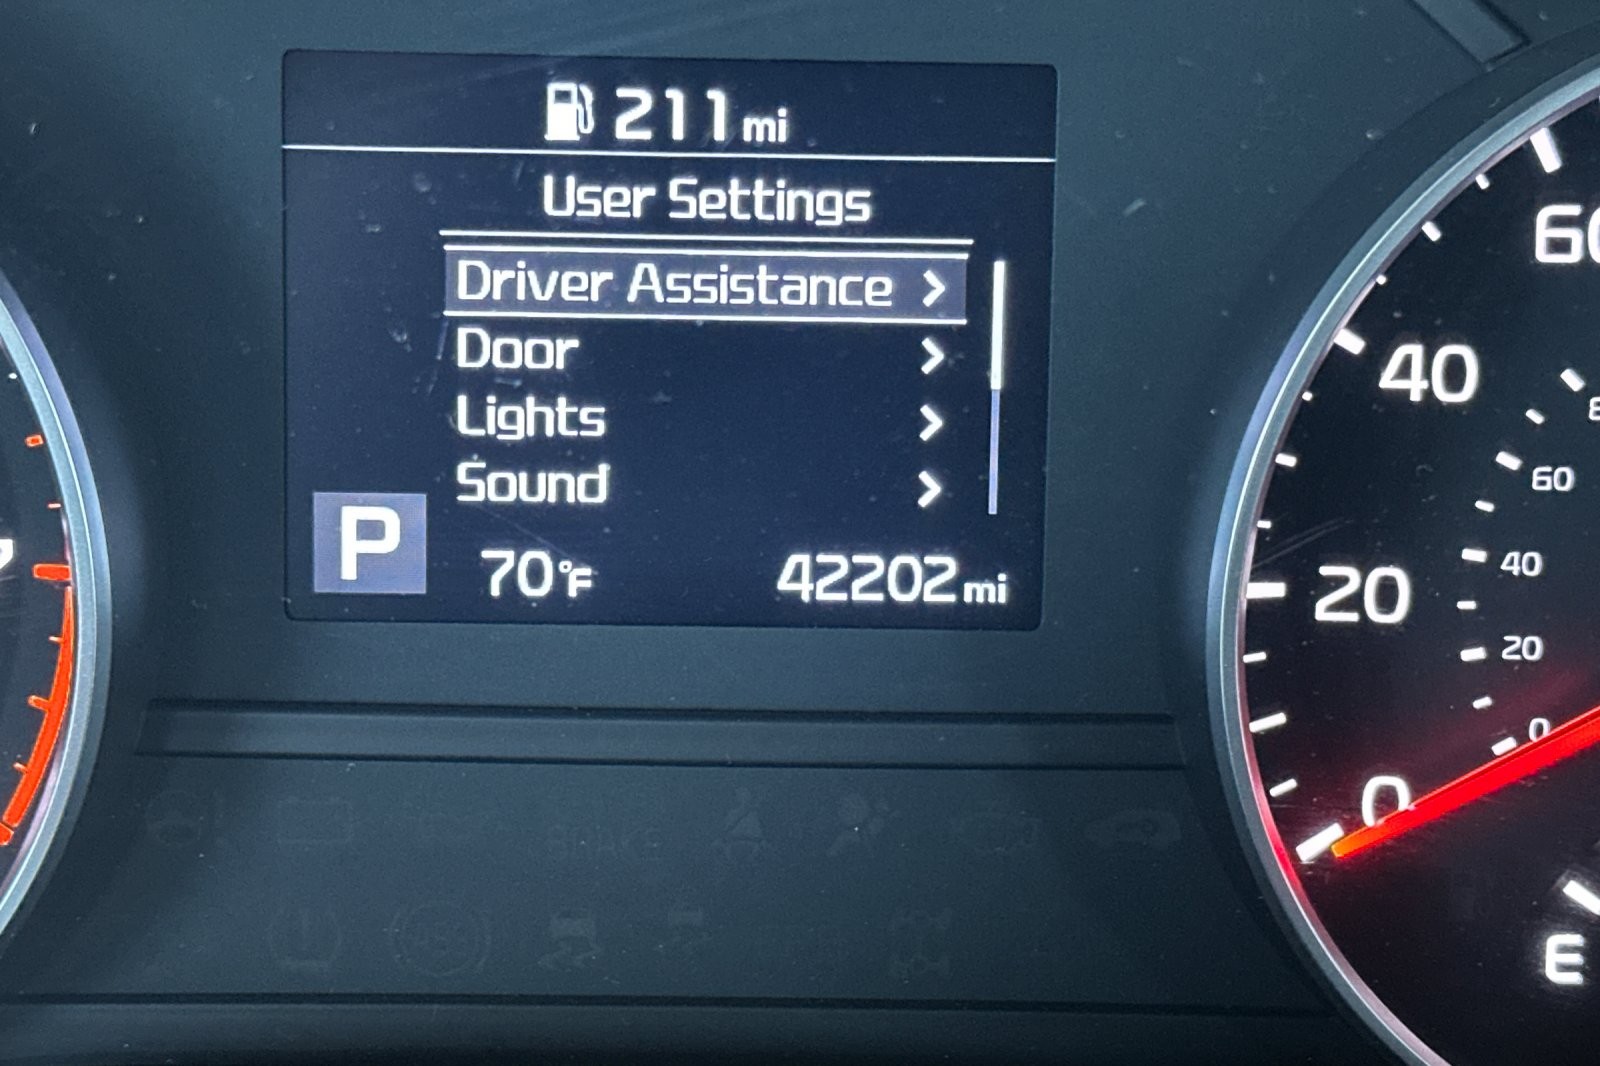 211 mi
User Settings
Driver Assistance >
Door >
Lights >
Sound >
P
70°F 42202 mi
40
60
20
40
20
0
0
E